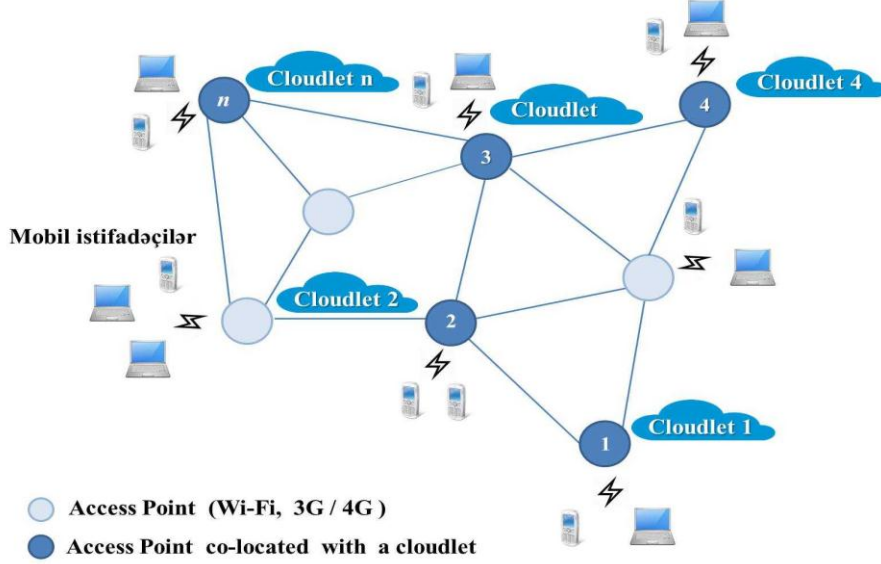 Cloudlet n
n
Cloudlet
3
Cloudlet 4
4
Mobil istifadəçilər
Cloudlet 2
2
Cloudlet 1
1
Access Point (Wi-Fi, 3G / 4G )
Access Point co-located with a cloudlet